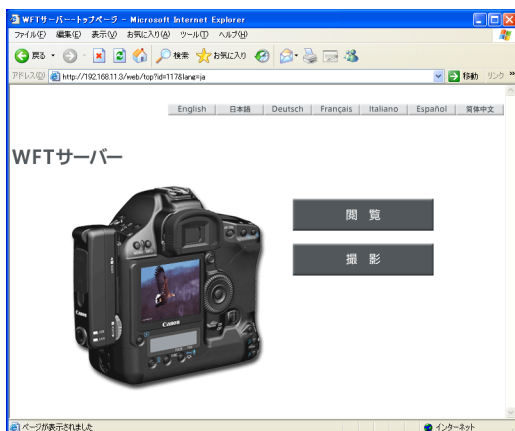 WFTサーバー--トップページ - Microsoft Internet Explorer
ファイル(F) 編集(E) 表示(V) お気に入り(A) ツール(T) ヘルプ(H)
戻る 検索 お気に入り
アドレス(D) http://192.168.11.3/web/top?id=117&lang=ja 移動 リンク »
English 日本語 Deutsch Français Italiano Español 简体中文
WFTサーバー
閲 覧
撮 影
Canon
Canon
ページが表示されました インターネット